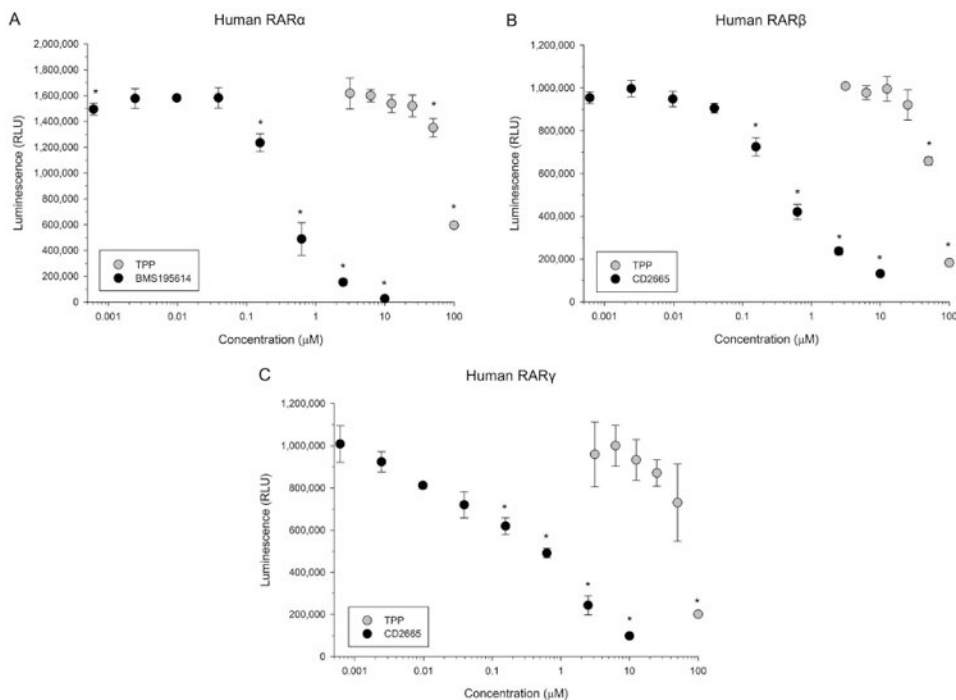 A
Human RARα
2,000,000
1,800,000
1,600,000
1,400,000
1,200,000
1,000,000
800,000
600,000
400,000
200,000
0
Luminescence (RLU)
*
*
*
*
*
*
*
TPP
BMS195614
0.001 0.01 0.1 1 10 100
Concentration (µM)
B
Human RARβ
1,200,000
1,000,000
800,000
600,000
400,000
200,000
0
Luminescence (RLU)
*
*
*
*
*
*
TPP
CD2665
0.001 0.01 0.1 1 10 100
Concentration (µM)
C
Human RARγ
1,200,000
1,000,000
800,000
600,000
400,000
200,000
0
Luminescence (RLU)
*
*
*
*
*
TPP
CD2665
0.001 0.01 0.1 1 10 100
Concentration (µM)